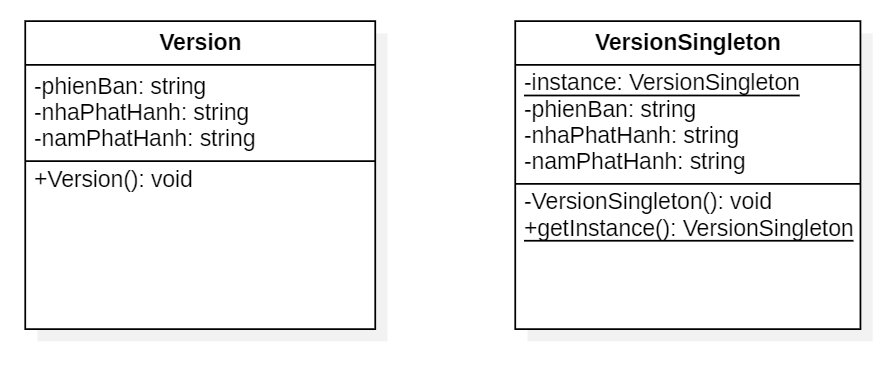 Version
-phienBan: string
-nhaPhatHanh: string
-namPhatHanh: string
+Version(): void
VersionSingleton
-instance: VersionSingleton
-phienBan: string
-nhaPhatHanh: string
-namPhatHanh: string
-VersionSingleton(): void
+getInstance(): VersionSingleton